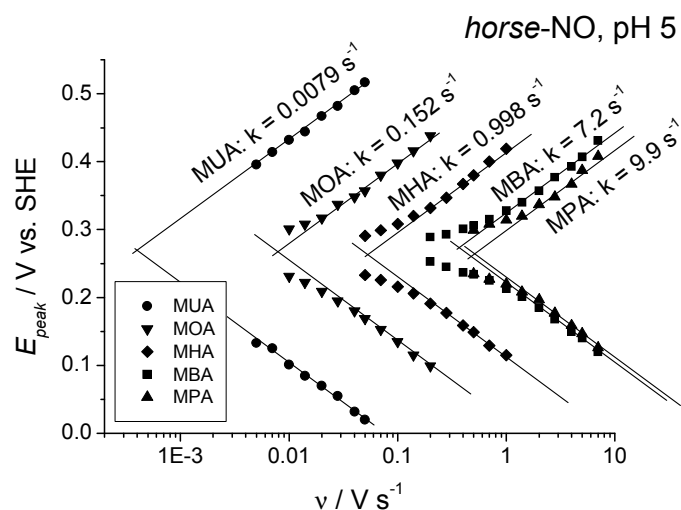 horse-NO, pH 5
MUA: k = 0.0079 s⁻¹
MOA: k = 0.152 s⁻¹
MHA: k = 0.998 s⁻¹
MBA: k = 7.2 s⁻¹
MPA: k = 9.9 s⁻¹
E_peak / V vs. SHE
0.5
0.4
0.3
0.2
0.1
0.0
MUA
MOA
MHA
MBA
MPA
1E-3
0.01
0.1
1
10
ν / V s⁻¹